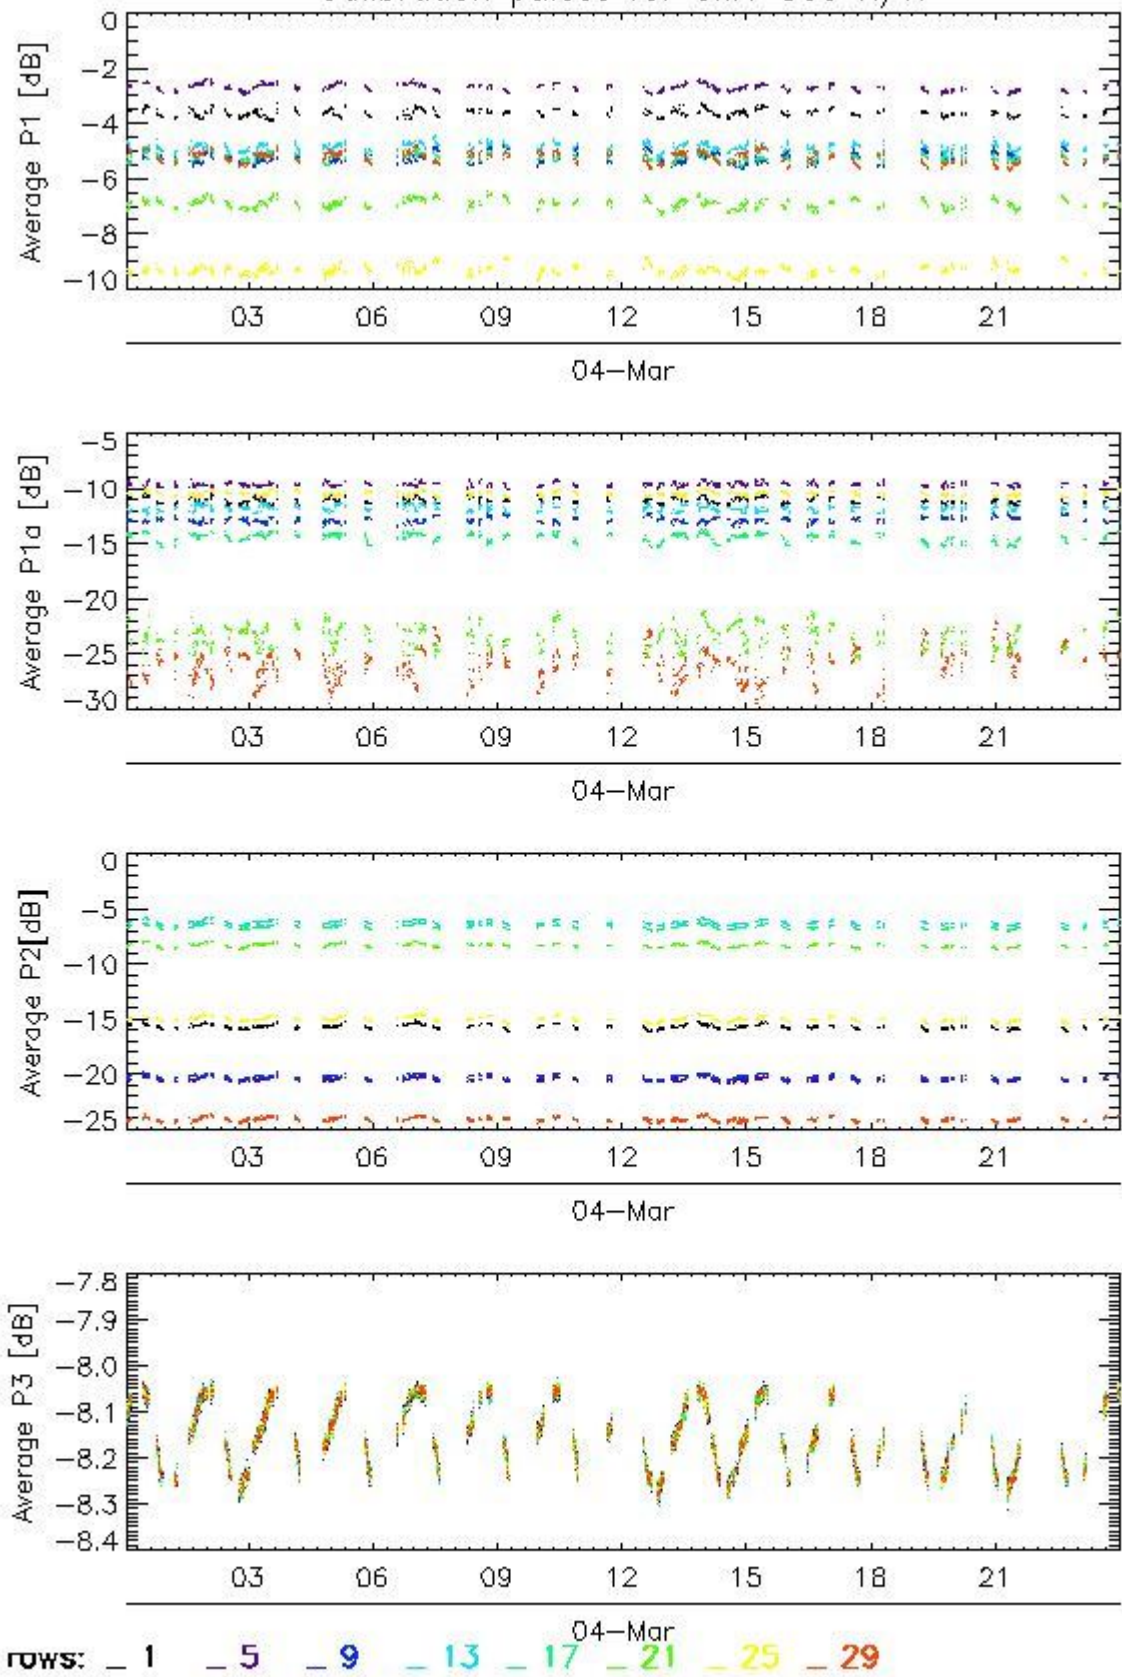 Average P1 [dB]
0
-2
-4
-6
-8
-10
03 06 09 12 15 18 21
04-Mar
Average P1a [dB]
-5
-10
-15
-20
-25
-30
03 06 09 12 15 18 21
04-Mar
Average P2[dB]
0
-5
-10
-15
-20
-25
03 06 09 12 15 18 21
04-Mar
Average P3 [dB]
-7.8
-7.9
-8.0
-8.1
-8.2
-8.3
-8.4
03 06 09 12 15 18 21
04-Mar
rows: _ 1 _ 5 _ 9 _ 13 _ 17 _ 21 _ 25 _ 29